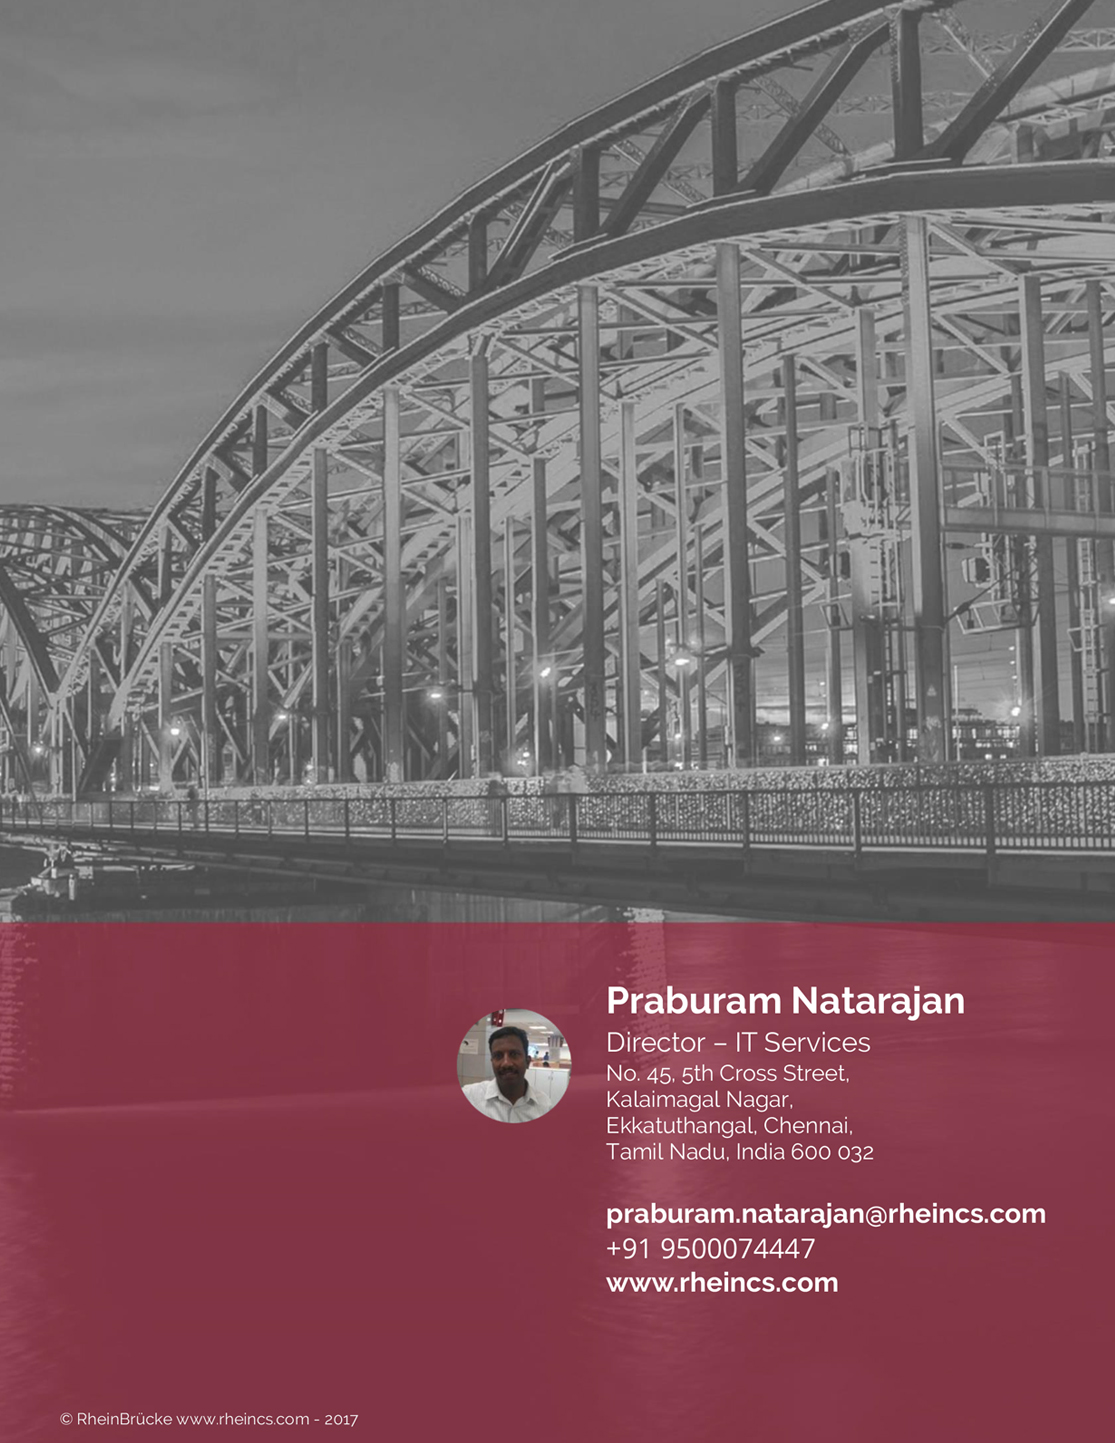 Praburam Natarajan
Director – IT Services
No. 45, 5th Cross Street,
Kalaimagal Nagar,
Ekkatuthangal, Chennai,
Tamil Nadu, India 600 032
praburam.natarajan@rheincs.com
+91 9500074447
www.rheincs.com
© RheinBrücke www.rheincs.com - 2017